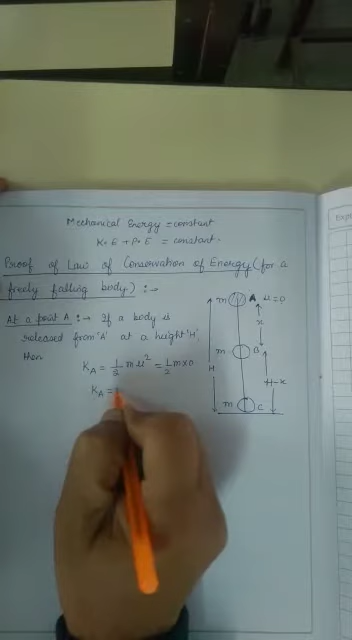 Mechanical Energy = constant
K.E + P.E = constant.
Proof of Law of Conservation of Energy (for a
freely falling body) :->
At a point A :-> If a body is
released from 'A' at a height 'H'.
then
K_A = 1/2 m u² = 1/2 m×0
K_A =
m A u=0
x
m B
H
H-x
m C